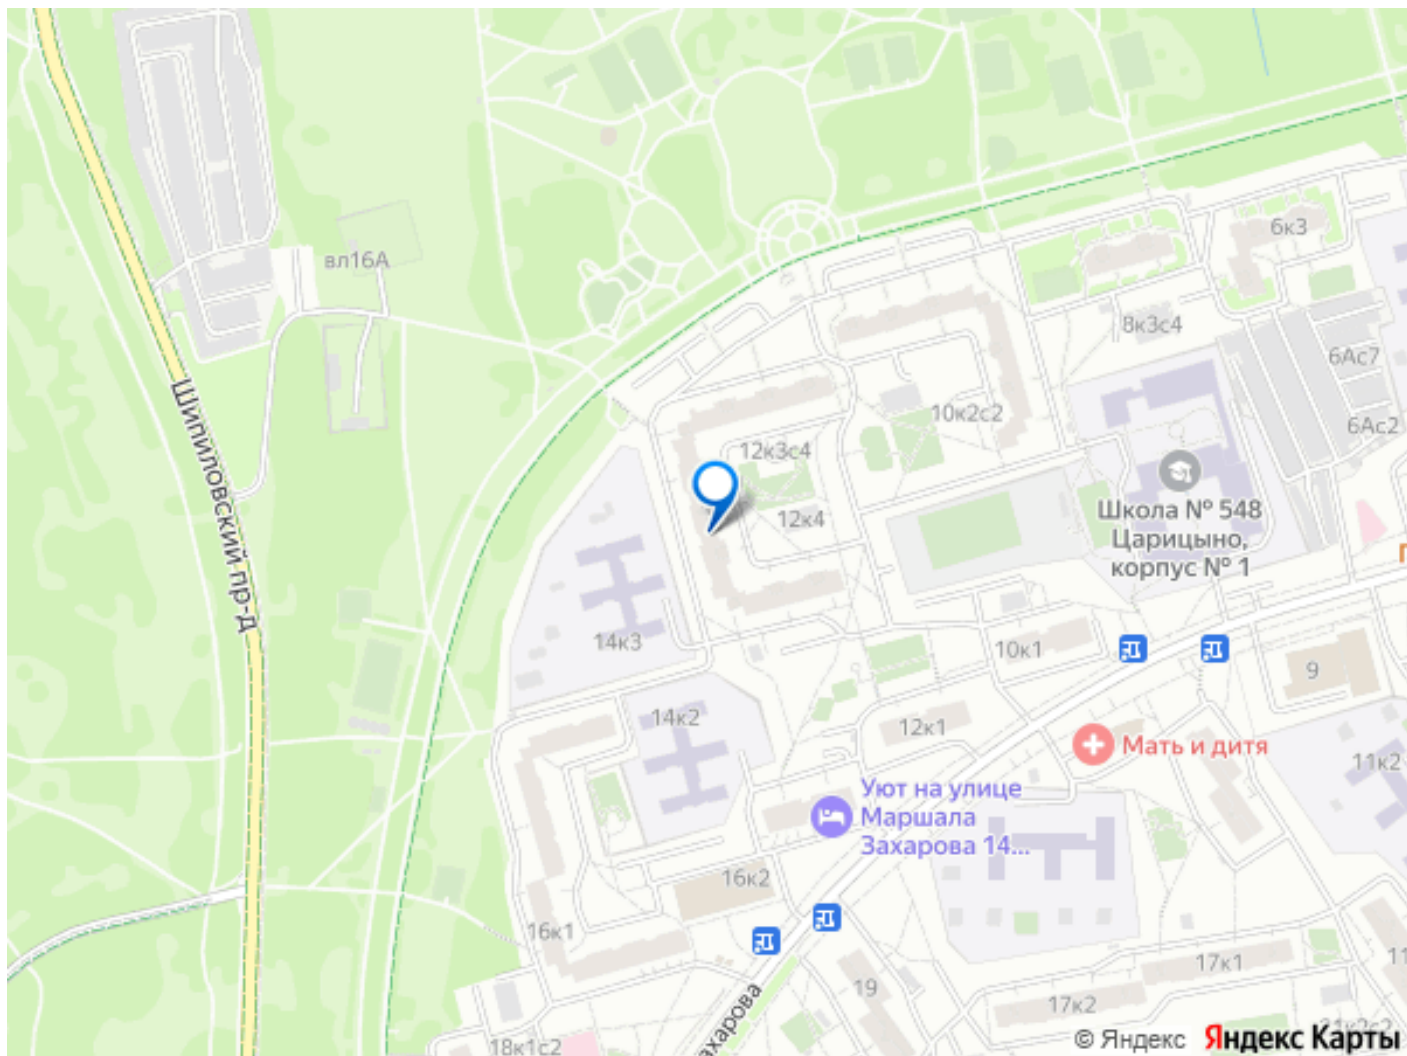 6к3
вл16А
8к3с4
6Ас7
10к2с2
6Ас2
Шипиловский пр-д
12к3с4
12к4
Школа № 548
Царицыно,
корпус № 1
14к3
10к1
9
14к2
12к1
Мать и дитя
11к2
Уют на улице
Маршала
Захарова 14...
16к2
16к1
17к1
19
17к2
18к1с2
© Яндекс
Яндекс Карты